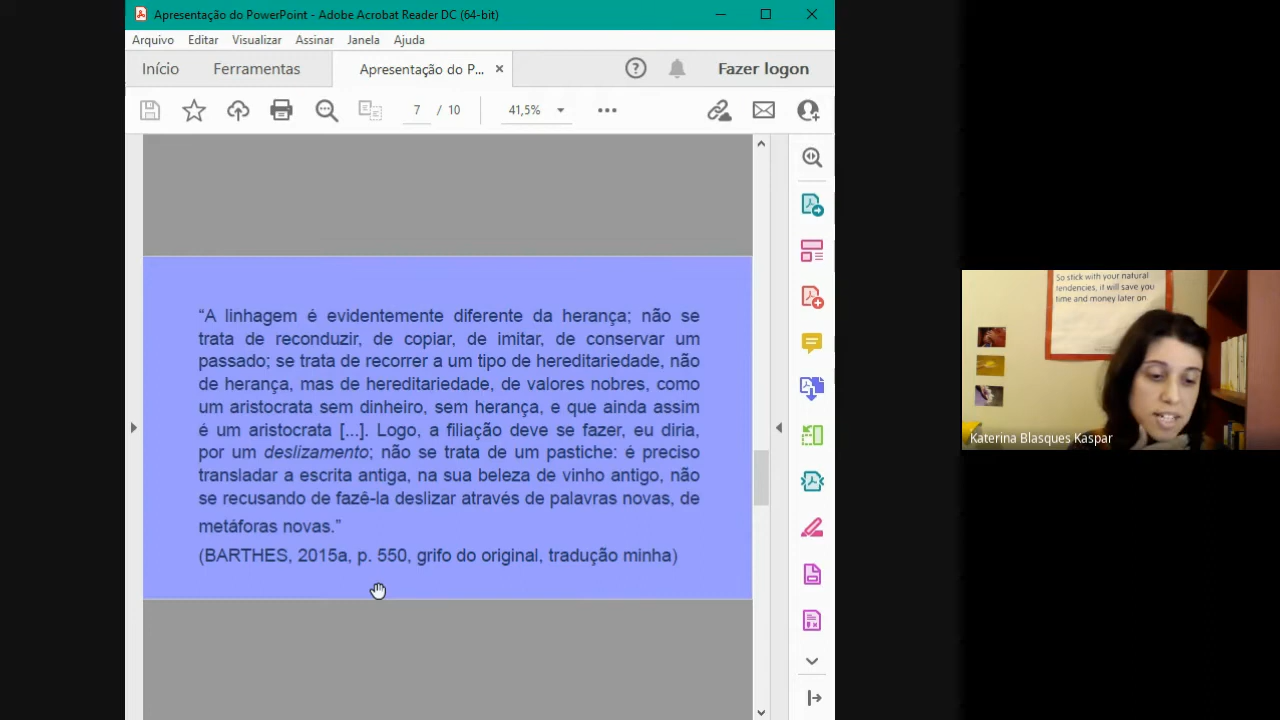 Apresentação do PowerPoint - Adobe Acrobat Reader DC (64-bit)
Arquivo Editar Visualizar Assinar Janela Ajuda
Início Ferramentas Apresentação do P... Fazer logon
7 / 10 41,5%
“A linhagem é evidentemente diferente da herança; não se
trata de reconduzir, de copiar, de imitar, de conservar um
passado; se trata de recorrer a um tipo de hereditariedade, não
de herança, mas de hereditariedade, de valores nobres, como
um aristocrata sem dinheiro, sem herança, e que ainda assim
é um aristocrata [...]. Logo, a filiação deve se fazer, eu diria,
por um deslizamento; não se trata de um pastiche: é preciso
transladar a escrita antiga, na sua beleza de vinho antigo, não
se recusando de fazê-la deslizar através de palavras novas, de
metáforas novas.”
(BARTHES, 2015a, p. 550, grifo do original, tradução minha)
So stick with your natural
tendencies, it will save you
time and money later on
Katerina Blasques Kaspar